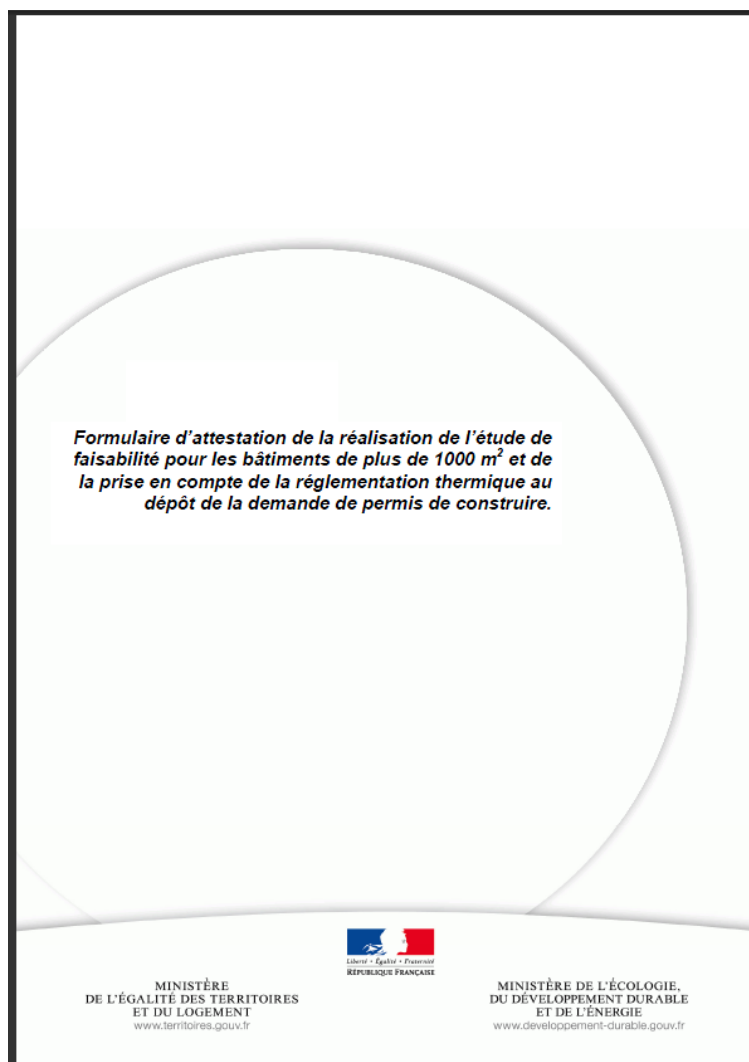 Formulaire d'attestation de la réalisation de l'étude de
faisabilité pour les bâtiments de plus de 1000 m² et de
la prise en compte de la réglementation thermique au
dépôt de la demande de permis de construire.
Liberté • Égalité • Fraternité
RÉPUBLIQUE FRANÇAISE
MINISTÈRE
DE L'ÉGALITÉ DES TERRITOIRES
ET DU LOGEMENT
www.territoires.gouv.fr
MINISTÈRE DE L'ÉCOLOGIE,
DU DÉVELOPPEMENT DURABLE
ET DE L'ÉNERGIE
www.developpement-durable.gouv.fr